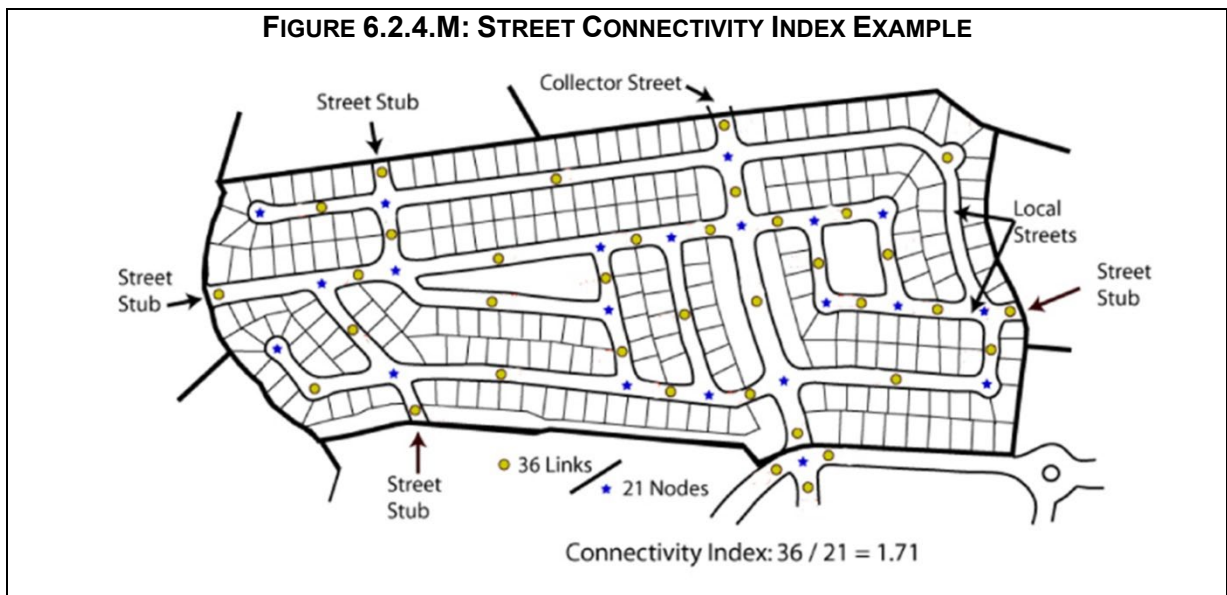 FIGURE 6.2.4.M: STREET CONNECTIVITY INDEX EXAMPLE
Collector Street
Street Stub
Local
Streets
Street
Stub
Street
Stub
Street
Stub
36 Links
21 Nodes
Connectivity Index: 36 / 21 = 1.71